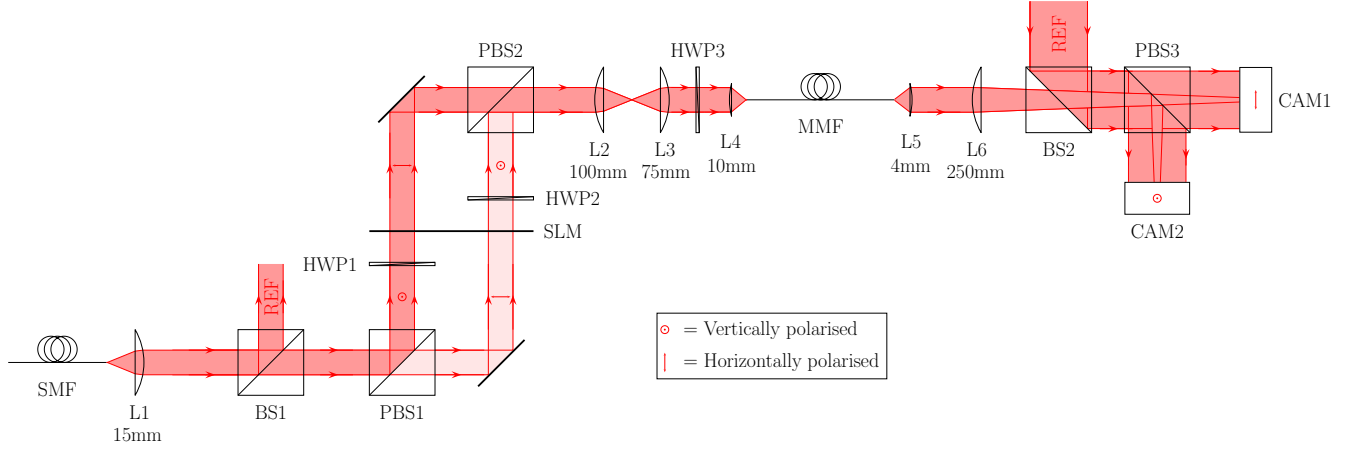 REF
PBS2
HWP3
PBS3
CAM1
L2
100mm
L3
75mm
L4
10mm
MMF
L5
4mm
L6
250mm
BS2
HWP2
CAM2
SLM
HWP1
REF
= Vertically polarised
= Horizontally polarised
SMF
L1
15mm
BS1
PBS1